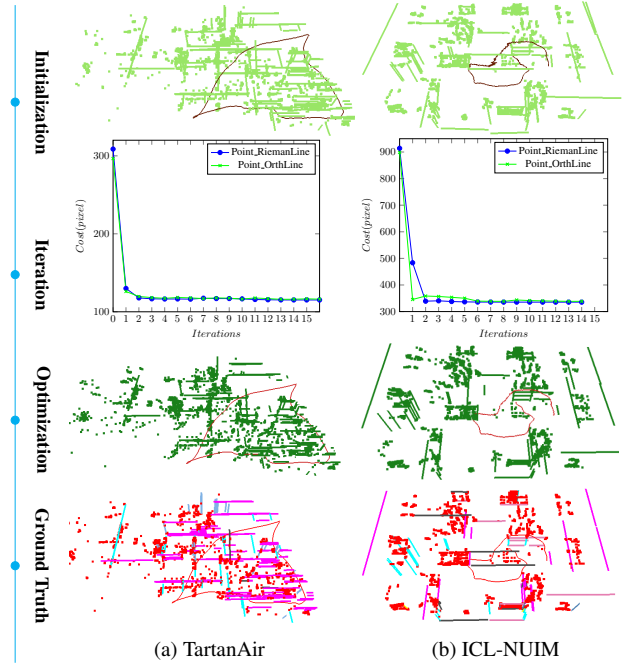 Initialization
Iteration
Optimization
Ground Truth
Point_RiemanLine
Point_OrthLine
300
200
100
Cost(pixel)
0 1 2 3 4 5 6 7 8 9 10 11 12 13 14 15
Iterations
Point_RiemanLine
Point_OrthLine
900
800
700
600
500
400
300
Cost(pixel)
1 2 3 4 5 6 7 8 9 10 11 12 13 14 15
Iterations
(a) TartanAir
(b) ICL-NUIM